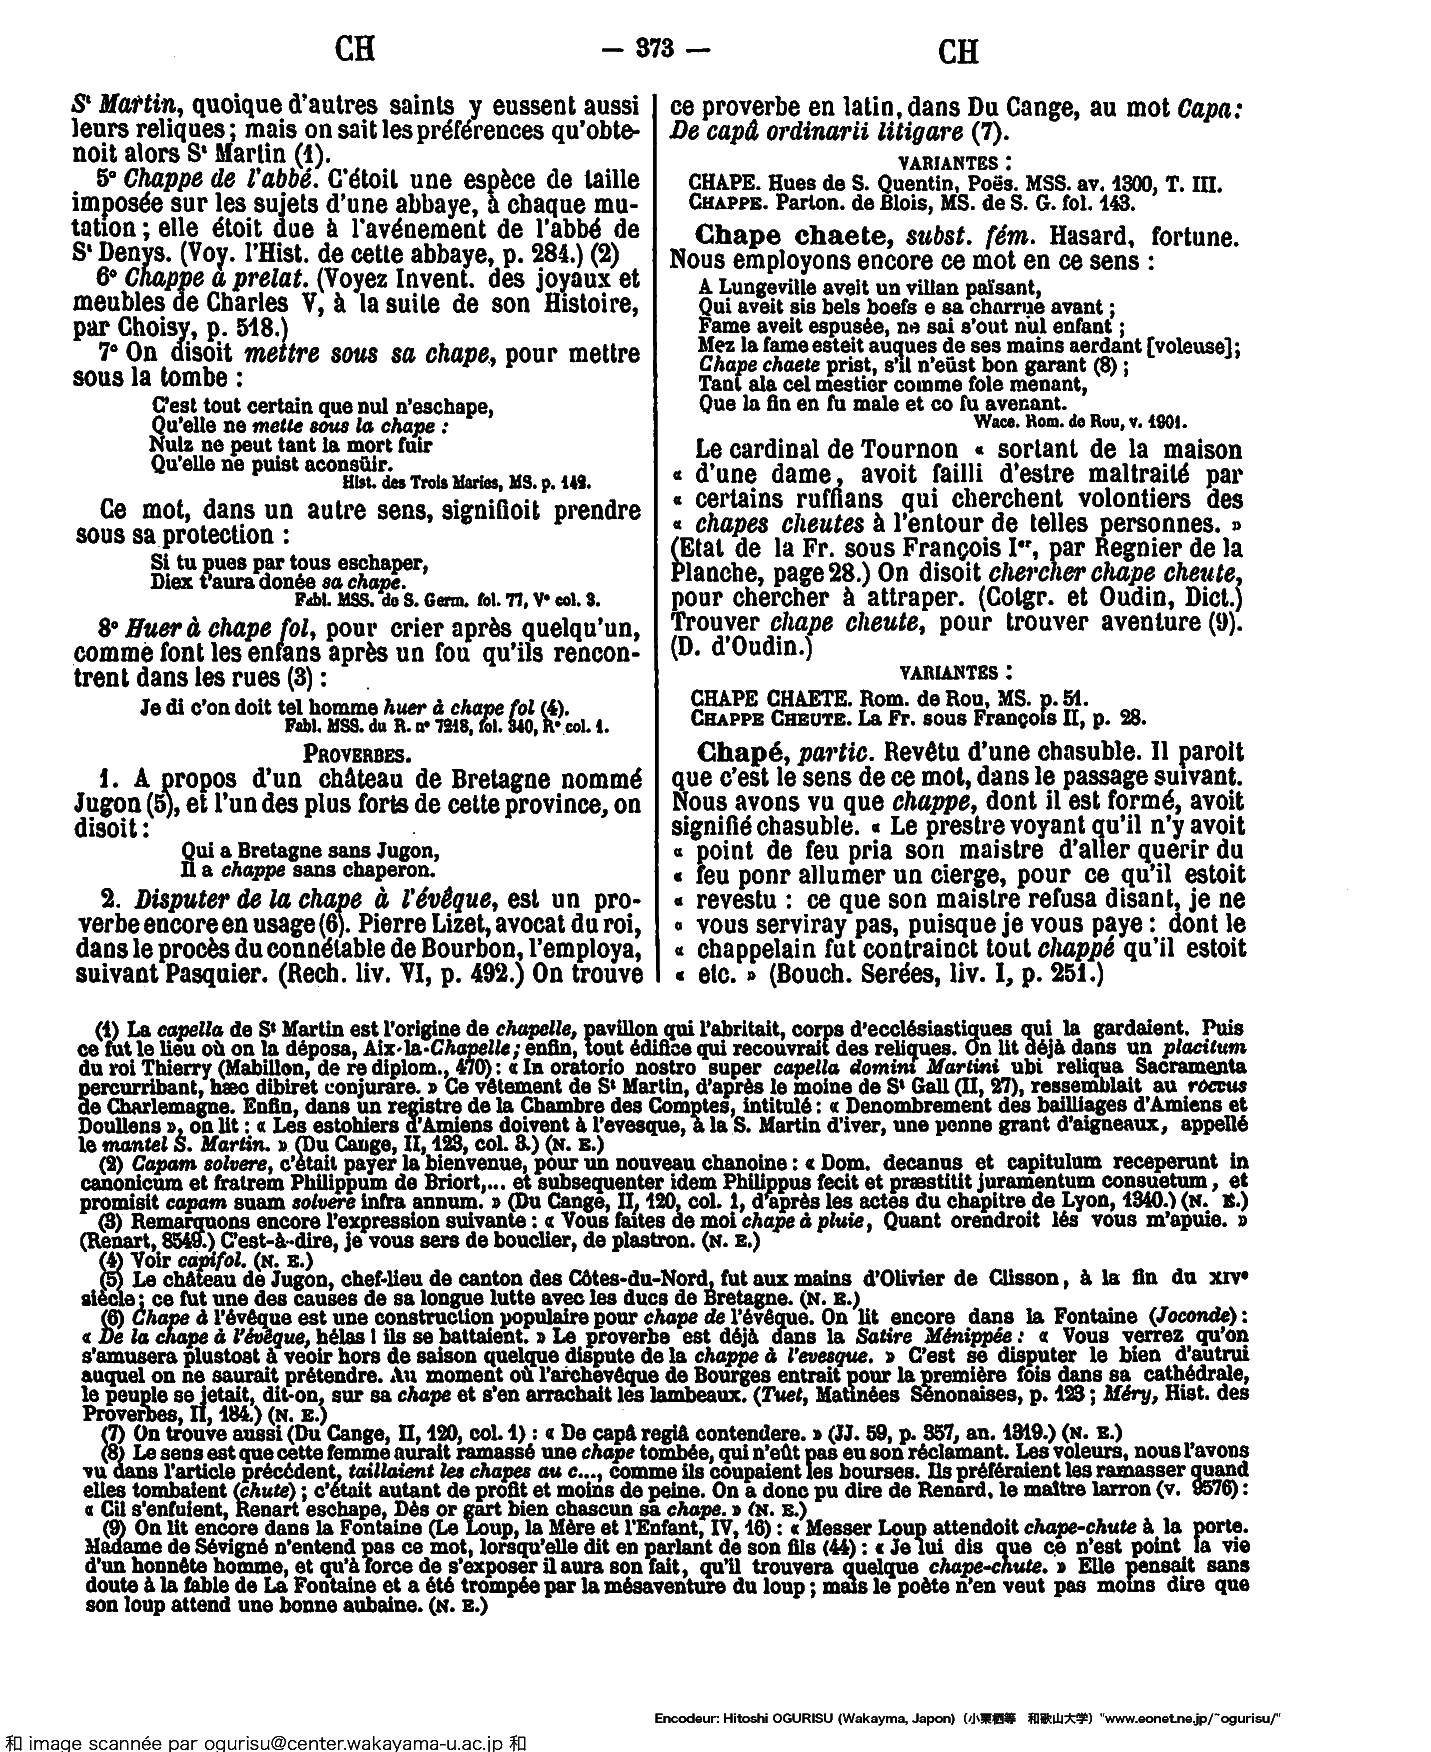 CH
— 373 —
CH
Sᵗ Martin, quoique d'autres saints y eussent aussi
leurs reliques ; mais on sait les préférences qu'obte-
noit alors Sᵗ Martin (1).
5° Chappe de l'abbé. C'étoit une espèce de taille
imposée sur les sujets d'une abbaye, à chaque mu-
tation ; elle étoit due à l'avénement de l'abbé de
Sᵗ Denys. (Voy. l'Hist. de cette abbaye, p. 284.) (2)
6° Chappe à prelat. (Voyez Invent. des joyaux et
meubles de Charles V, à la suite de son Histoire,
par Choisy, p. 518.)
7° On disoit mettre sous sa chape, pour mettre
sous la tombe :
C'est tout certain que nul n'eschape,
Qu'elle ne mette sous la chape :
Nulz ne peut tant la mort fuir
Qu'elle ne puist aconsüir.
Hist. des Trois Maries, MS. p. 142.
Ce mot, dans un autre sens, signifioit prendre
sous sa protection :
Si tu pues par tous eschaper,
Diex t'aura donée sa chape.
Fabl. MSS. de S. Germ. fol. 77, Vᵒ col. 3.
8° Huer à chape fol, pour crier après quelqu'un,
comme font les enfans après un fou qu'ils rencon-
trent dans les rues (3) :
Je di c'on doit tel homme huer à chape fol (4).
Fabl. MSS. du R. nᵒ 7218, fol. 340, Rᵒ col. 1.
PROVERBES.
1. A propos d'un château de Bretagne nommé
Jugon (5), et l'un des plus forts de cette province, on
disoit :
Qui a Bretagne sans Jugon,
Il a chappe sans chaperon.
2. Disputer de la chape à l'évêque, est un pro-
verbe encore en usage (6). Pierre Lizet, avocat du roi,
dans le procès du connétable de Bourbon, l'employa,
suivant Pasquier. (Rech. liv. VI, p. 492.) On trouve
ce proverbe en latin, dans Du Cange, au mot Capa :
De capâ ordinarii litigare (7).
VARIANTES :
CHAPE. Hues de S. Quentin, Poës. MSS. av. 1300, T. III.
CHAPPE. Parton. de Blois, MS. de S. G. fol. 143.
Chape chaete, subst. fém. Hasard, fortune.
Nous employons encore ce mot en ce sens :
A Lungeville aveit un villan païsant,
Qui aveit sis bels boefs e sa charrue avant ;
Fame aveit espusée, ne sai s'out nul enfant ;
Mez la fame esteit auques de ses mains aerdant [voleuse] ;
Chape chaete prist, s'il n'eüst bon garant (8) ;
Tant ala cel mestier comme fole menant,
Que la fin en fu male et co fu avenant.
Wace. Rom. de Rou, v. 1901.
Le cardinal de Tournon « sortant de la maison
« d'une dame, avoit failli d'estre maltraité par
« certains ruffians qui cherchent volontiers des
« chapes cheutes à l'entour de telles personnes. »
(Etat de la Fr. sous François Iᵉʳ, par Regnier de la
Planche, page 28.) On disoit chercher chape cheute,
pour chercher à attraper. (Cotgr. et Oudin, Dict.)
Trouver chape cheute, pour trouver aventure (9).
(D. d'Oudin.)
VARIANTES :
CHAPE CHAETE. Rom. de Rou, MS. p. 51.
CHAPPE CHEUTE. La Fr. sous François II, p. 28.
Chapé, partic. Revêtu d'une chasuble. Il paroit
que c'est le sens de ce mot, dans le passage suivant.
Nous avons vu que chappe, dont il est formé, avoit
signifié chasuble. « Le prestre voyant qu'il n'y avoit
« point de feu pria son maistre d'aller querir du
« feu ponr allumer un cierge, pour ce qu'il estoit
« revestu : ce que son maistre refusa disant, je ne
« vous serviray pas, puisque je vous paye : dont le
« chappelain fut contrainct tout chappé qu'il estoit
« etc. » (Bouch. Serées, liv. I, p. 251.)
(1) La capella de Sᵗ Martin est l'origine de chapelle, pavillon qui l'abritait, corps d'ecclésiastiques qui la gardaient. Puis
ce fut le lieu où on la déposa, Aix-la-Chapelle ; enfin, tout édifice qui recouvrait des reliques. On lit déjà dans un placitum
du roi Thierry (Mabillon, de re diplom., 470) : « In oratorio nostro super capella domini Martini ubi reliqua Sacramenta
percurribant, hæc dibiret conjurare. » Ce vêtement de Sᵗ Martin, d'après le moine de Sᵗ Gall (II, 27), ressemblait au roccus
de Charlemagne. Enfin, dans un registre de la Chambre des Comptes, intitulé : « Denombrement des bailliages d'Amiens et
Doullens », on lit : « Les estohiers d'Amiens doivent à l'evesque, à la S. Martin d'iver, une penne grant d'aigneaux, appellé
le mantel S. Martin. » (Du Cange, II, 123, col. 3.) (N. E.)
(2) Capam solvere, c'était payer la bienvenue, pour un nouveau chanoine : « Dom. decanus et capitulum receperunt in
canonicum et fratrem Philippum de Briort,... et subsequenter idem Philippus fecit et præstitit juramentum consuetum, et
promisit capam suam solvere infra annum. » (Du Cange, II, 120, col. 1, d'après les actes du chapitre de Lyon, 1340.) (N. E.)
(3) Remarquons encore l'expression suivante : « Vous faites de moi chape à pluie, Quant orendroit lés vous m'apuie. »
(Renart, 8549.) C'est-à-dire, je vous sers de bouclier, de plastron. (N. E.)
(4) Voir capifol. (N. E.)
(5) Le château de Jugon, chef-lieu de canton des Côtes-du-Nord, fut aux mains d'Olivier de Clisson, à la fin du XIVᵉ
siècle ; ce fut une des causes de sa longue lutte avec les ducs de Bretagne. (N. E.)
(6) Chape à l'évêque est une construction populaire pour chape de l'évêque. On lit encore dans la Fontaine (Joconde) :
« De la chape à l'évêque, hélas ! ils se battaient. » Le proverbe est déjà dans la Satire Ménippée : « Vous verrez qu'on
s'amusera plustost à veoir hors de saison quelque dispute de la chappe à l'evesque. » C'est se disputer le bien d'autrui
auquel on ne saurait prétendre. Au moment où l'archevêque de Bourges entrait pour la première fois dans sa cathédrale,
le peuple se jetait, dit-on, sur sa chape et s'en arrachait les lambeaux. (Tuet, Matinées Sénonaises, p. 123 ; Méry, Hist. des
Proverbes, II, 184.) (N. E.)
(7) On trouve aussi (Du Cange, II, 120, col. 1) : « De capâ regiâ contendere. » (JJ. 59, p. 357, an. 1319.) (N. E.)
(8) Le sens est que cette femme aurait ramassé une chape tombée, qui n'eût pas eu son réclamant. Les voleurs, nous l'avons
vu dans l'article précédent, taillaient les chapes au c..., comme ils coupaient les bourses. Ils préféraient les ramasser quand
elles tombaient (chute) ; c'était autant de profit et moins de peine. On a donc pu dire de Renard, le maître larron (v. 9576) :
« Cil s'enfuient, Renart eschape, Dès or gart bien chascun sa chape. » (N. E.)
(9) On lit encore dans la Fontaine (Le Loup, la Mère et l'Enfant, IV, 16) : « Messer Loup attendoit chape-chute à la porte.
Madame de Sévigné n'entend pas ce mot, lorsqu'elle dit en parlant de son fils (44) : « Je lui dis que ce n'est point la vie
d'un honnête homme, et qu'à force de s'exposer il aura son fait, qu'il trouvera quelque chape-chute. » Elle pensait sans
doute à la fable de La Fontaine et a été trompée par la mésaventure du loup ; mais le poète n'en veut pas moins dire que
son loup attend une bonne aubaine. (N. E.)
Encodeur: Hitoshi OGURISU (Wakayma, Japon) (小栗栖等 和歌山大学) "www.eonet.ne.jp/~ogurisu/"
和 image scannée par ogurisu@center.wakayama-u.ac.jp 和